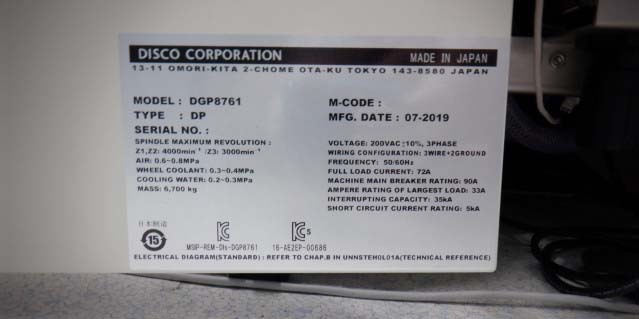 DISCO CORPORATION MADE IN JAPAN
13-11 OMORI-KITA 2-CHOME OTA-KU TOKYO 143-8580 JAPAN
MODEL : DGP8761 M-CODE :
TYPE : DP MFG. DATE : 07-2019
SERIAL NO. :
SPINDLE MAXIMUM REVOLUTION :
Z1,Z2: 4000min⁻¹ /Z3: 3000min⁻¹
AIR: 0.6-0.8MPa
WHEEL COOLANT: 0.3-0.4MPa
COOLING WATER: 0.2-0.3MPa
MASS: 6,700 kg
VOLTAGE: 200VAC ±10%, 3PHASE
WIRING CONFIGURATION: 3WIRE+2GROUND
FREQUENCY: 50/60Hz
FULL LOAD CURRENT: 72A
MACHINE MAIN BREAKER RATING: 90A
AMPERE RATING OF LARGEST LOAD: 33A
INTERRUPTING CAPACITY: 35kA
SHORT CIRCUIT CURRENT RATING: 5kA
日本製造
15
MSIP-REM-DIs-DGP8761
S
16-AE2EP-00686
ELECTRICAL DIAGRAM(STANDARD) : REFER TO CHAP.B IN UNNSTEH0L01A(TECHNICAL REFERENCE)